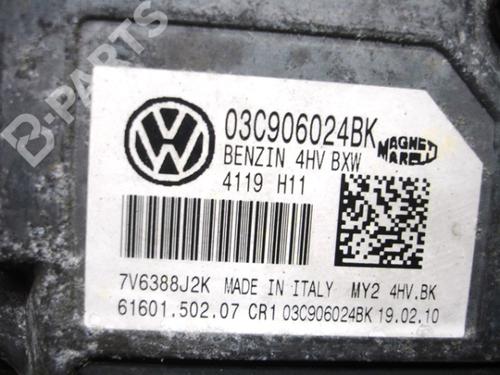 B-PARTS
03C906024BK
BENZIN 4HV BXW
MAGNETI
MARELLI
4119 H11
7V6388J2K MADE IN ITALY MY2 4HV.BK
61601.502.07 CR1 03C906024BK 19.02.10